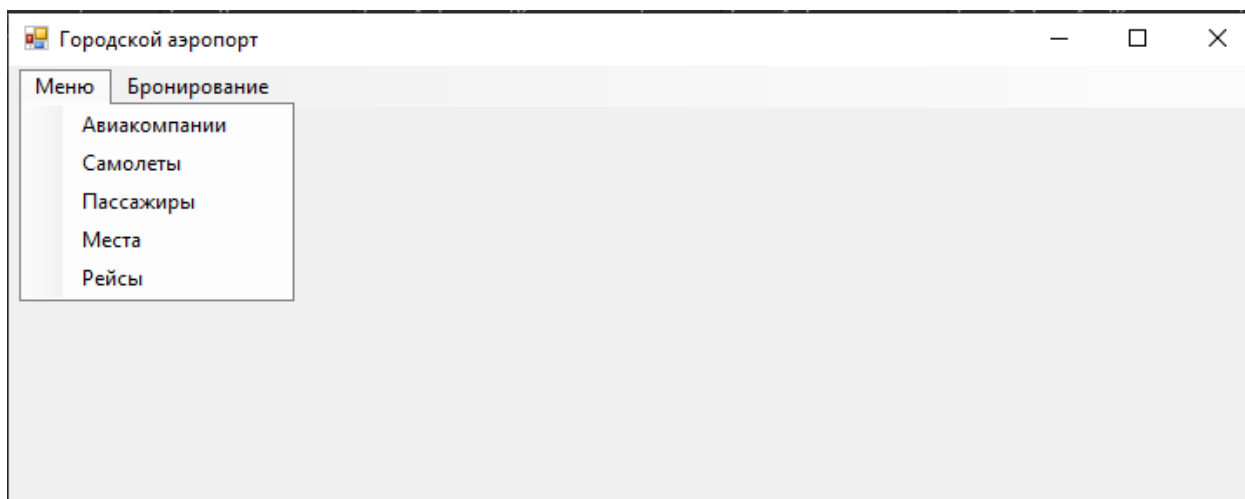 Городской аэропорт
Меню Бронирование
Авиакомпании
Самолеты
Пассажиры
Места
Рейсы